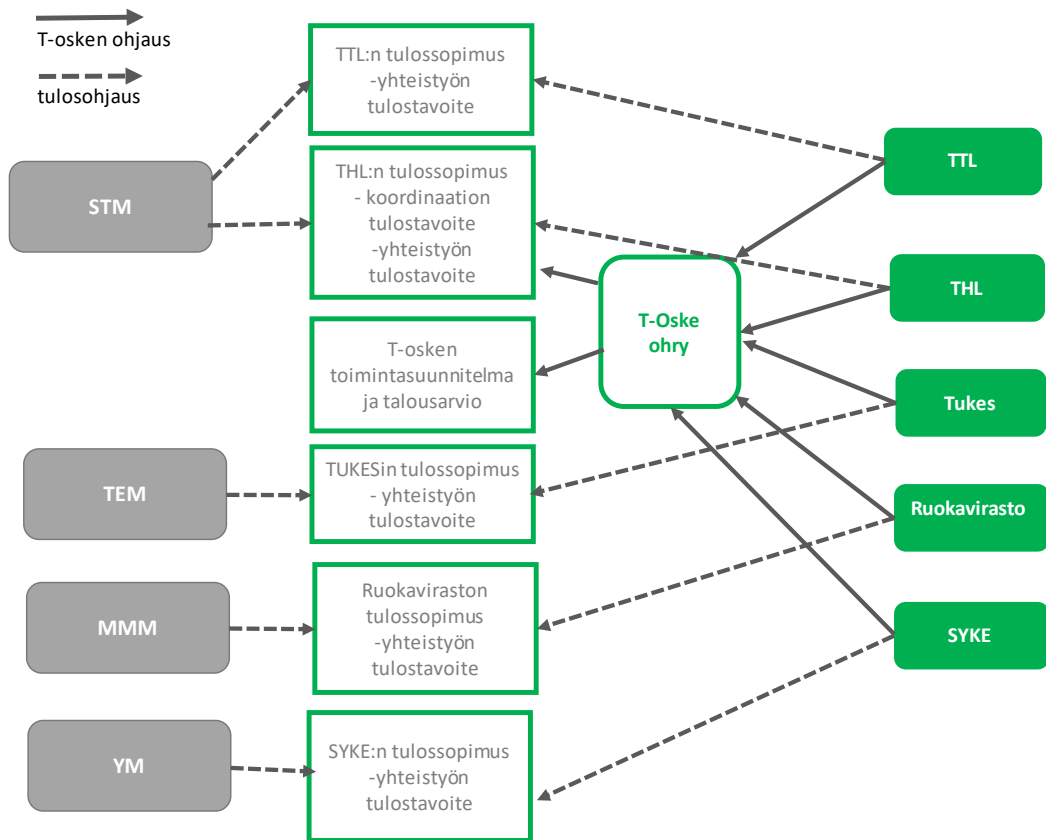 T-osken ohjaus
tulosohjaus
STM
TEM
MMM
YM
TTL:n tulossopimus
-yhteistyön
tulostavoite
THL:n tulossopimus
- koordinaation
tulostavoite
-yhteistyön
tulostavoite
T-osken
toimintasuunnitelma
ja talousarvio
TUKESin tulossopimus
- yhteistyön
tulostavoite
Ruokaviraston
tulossopimus
-yhteistyön
tulostavoite
SYKE:n tulossopimus
-yhteistyön
tulostavoite
T-Oske
ohry
TTL
THL
Tukes
Ruokavirasto
SYKE